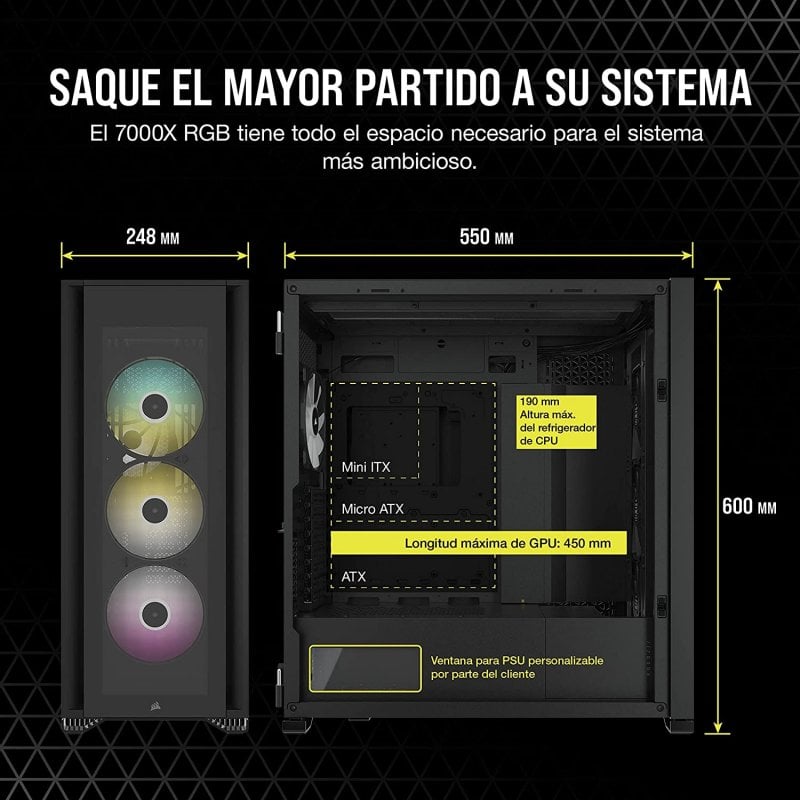 SAQUE EL MAYOR PARTIDO A SU SISTEMA
El 7000X RGB tiene todo el espacio necesario para el sistema
más ambicioso.
248 MM
550 MM
190 mm
Altura máx.
del refrigerador
de CPU
Mini ITX
Micro ATX
600 MM
Longitud máxima de GPU: 450 mm
ATX
Ventana para PSU personalizable
por parte del cliente